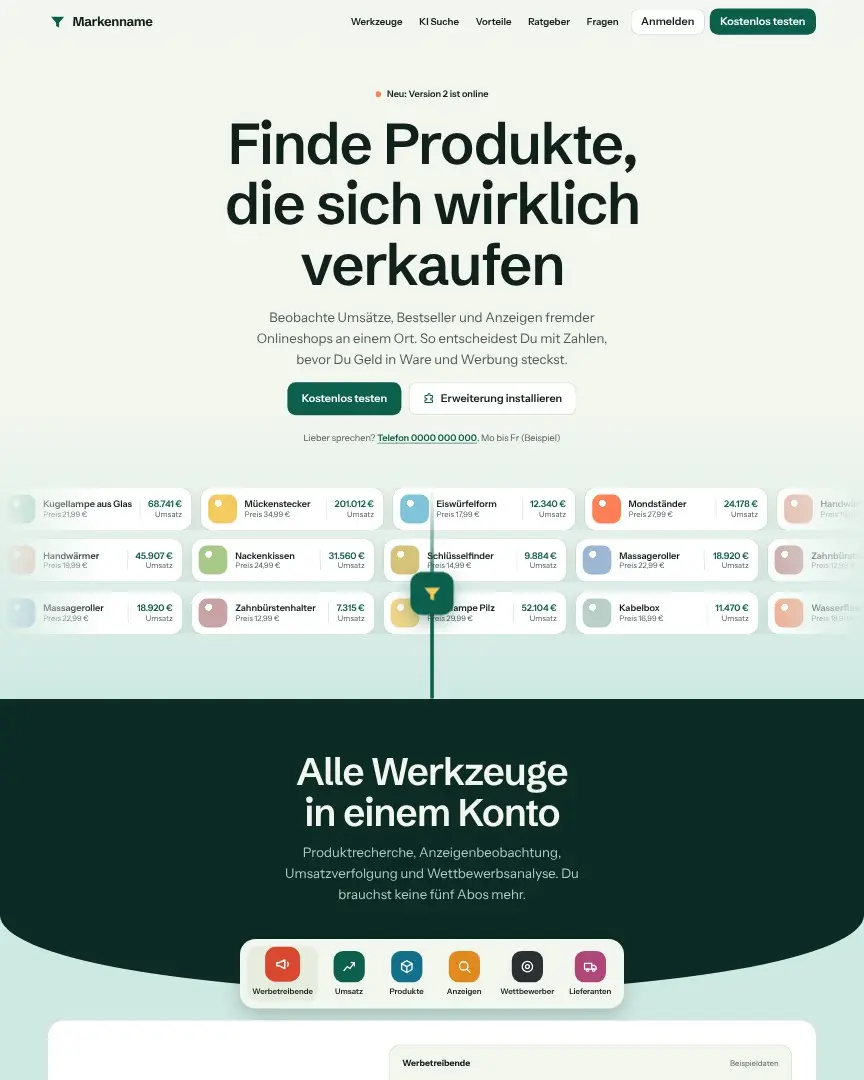 Markenname
Werkzeuge KI Suche Vorteile Ratgeber Fragen Anmelden Kostenlos testen
Neu: Version 2 ist online
Finde Produkte,
die sich wirklich
verkaufen
Beobachte Umsätze, Bestseller und Anzeigen fremder
Onlineshops an einem Ort. So entscheidest Du mit Zahlen,
bevor Du Geld in Ware und Werbung steckst.
Kostenlos testen Erweiterung installieren
Lieber sprechen? Telefon 0000 000 000, Mo bis Fr (Beispiel)
Kugellampe aus Glas 68.741 € Mückenstecker 201.012 € Eiswürfelform 12.340 € Mondständer 24.178 €
Preis 21,99 € Umsatz Preis 34,99 € Umsatz Preis 17,99 € Umsatz Preis 27,99 € Umsatz
Handwärmer 45.907 € Nackenkissen 31.560 € Schlüsselfinder 9.884 € Massageroller 18.920 €
Preis 19,99 € Umsatz Preis 24,99 € Umsatz Preis 14,99 € Umsatz Preis 22,99 € Umsatz
Massageroller 18.920 € Zahnbürstenhalter 7.315 € Pilz 52.104 € Kabelbox 11.470 €
Preis 22,99 € Umsatz Preis 12,99 € Umsatz Preis 29,99 € Umsatz Preis 16,99 € Umsatz
Alle Werkzeuge
in einem Konto
Produktrecherche, Anzeigenbeobachtung,
Umsatzverfolgung und Wettbewerbsanalyse. Du
brauchst keine fünf Abos mehr.
Werbetreibende Umsatz Produkte Anzeigen Wettbewerber Lieferanten
Werbetreibende Beispieldaten